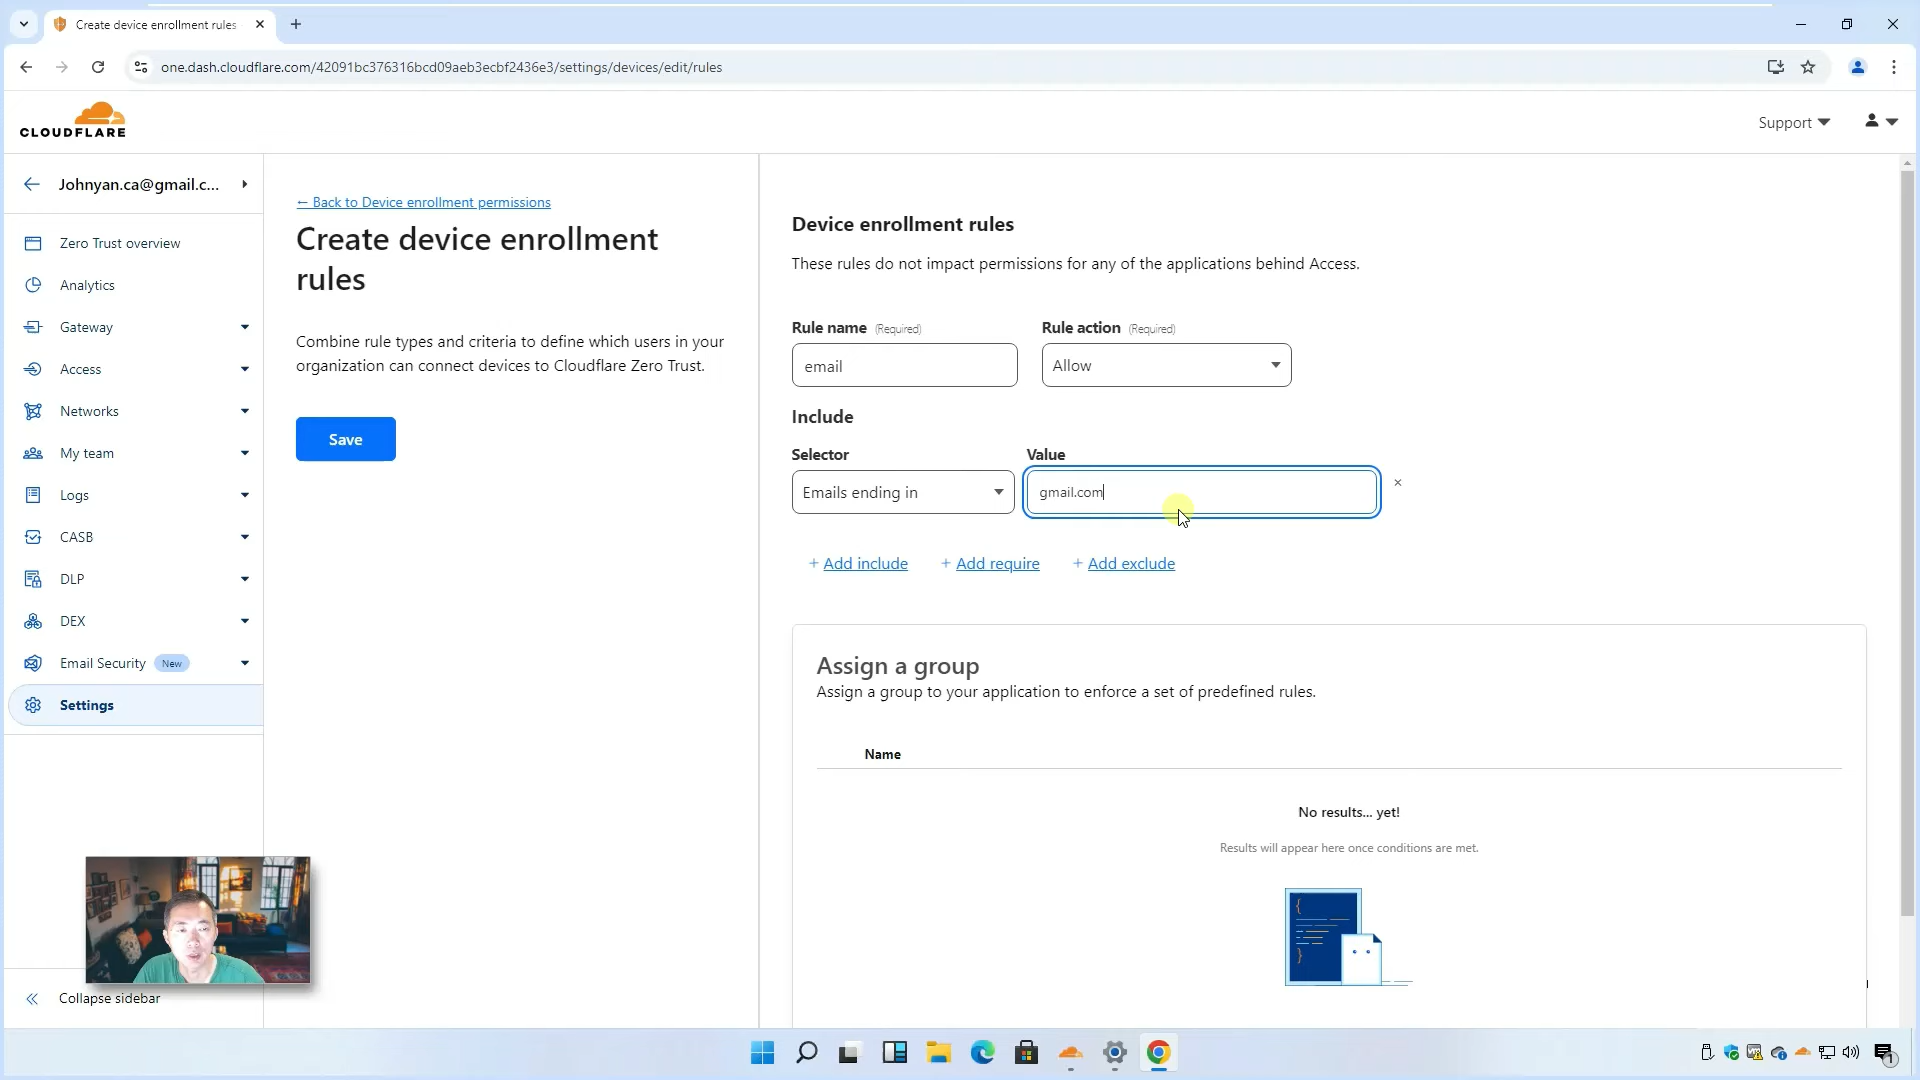 Create device enrollment rules
one.dash.cloudflare.com/42091bc376316bcd09aeb3ecbf2436e3/settings/devices/edit/rules
CLOUDFLARE
Support
Johnyan.ca@gmail.c...
Zero Trust overview
Analytics
Gateway
Access
Networks
My team
Logs
CASB
DLP
DEX
Email Security New
Settings
Collapse sidebar
← Back to Device enrollment permissions
Create device enrollment
rules
Combine rule types and criteria to define which users in your
organization can connect devices to Cloudflare Zero Trust.
Save
Device enrollment rules
These rules do not impact permissions for any of the applications behind Access.
Rule name (Required) Rule action (Required)
email Allow
Include
Selector Value
Emails ending in gmail.com
+ Add include + Add require + Add exclude
Assign a group
Assign a group to your application to enforce a set of predefined rules.
Name
No results... yet!
Results will appear here once conditions are met.
1